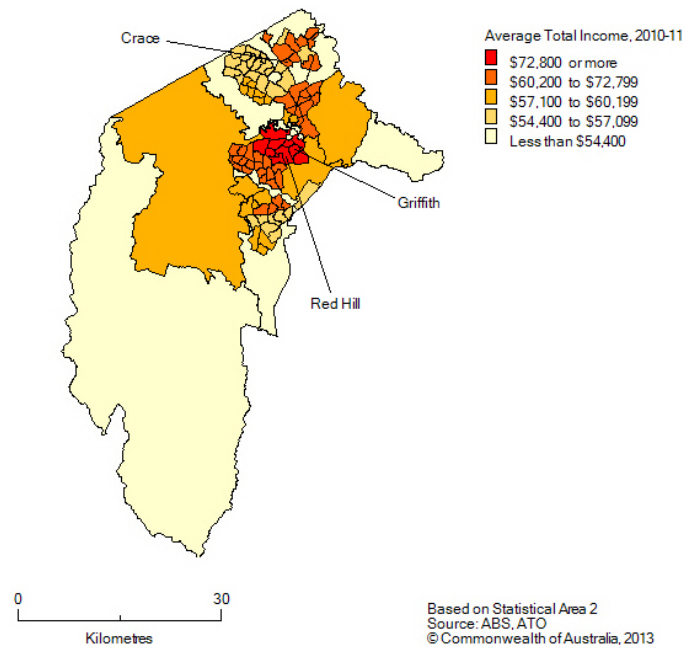 Crace
Average Total Income, 2010-11
$72,800 or more
$60,200 to $72,799
$57,100 to $60,199
$54,400 to $57,099
Less than $54,400
Griffith
Red Hill
0 30
Kilometres
Based on Statistical Area 2
Source: ABS, ATO
© Commonwealth of Australia, 2013